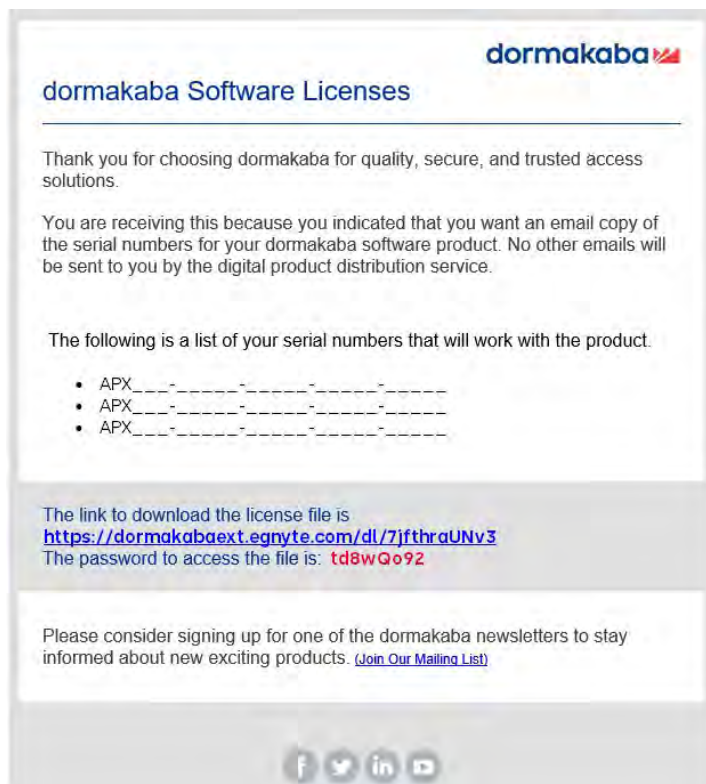 dormakaba
dormakaba Software Licenses
Thank you for choosing dormakaba for quality, secure, and trusted access
solutions.
You are receiving this because you indicated that you want an email copy of
the serial numbers for your dormakaba software product. No other emails will
be sent to you by the digital product distribution service.
The following is a list of your serial numbers that will work with the product.
• APX___-_____-_____-_____-_____
• APX___-_____-_____-_____-_____
• APX___-_____-_____-_____-_____
The link to download the license file is
https://dormakabaext.egnyte.com/dl/7jfthraUNv3
The password to access the file is: td8wQo92
Please consider signing up for one of the dormakaba newsletters to stay
informed about new exciting products. (Join Our Mailing List)